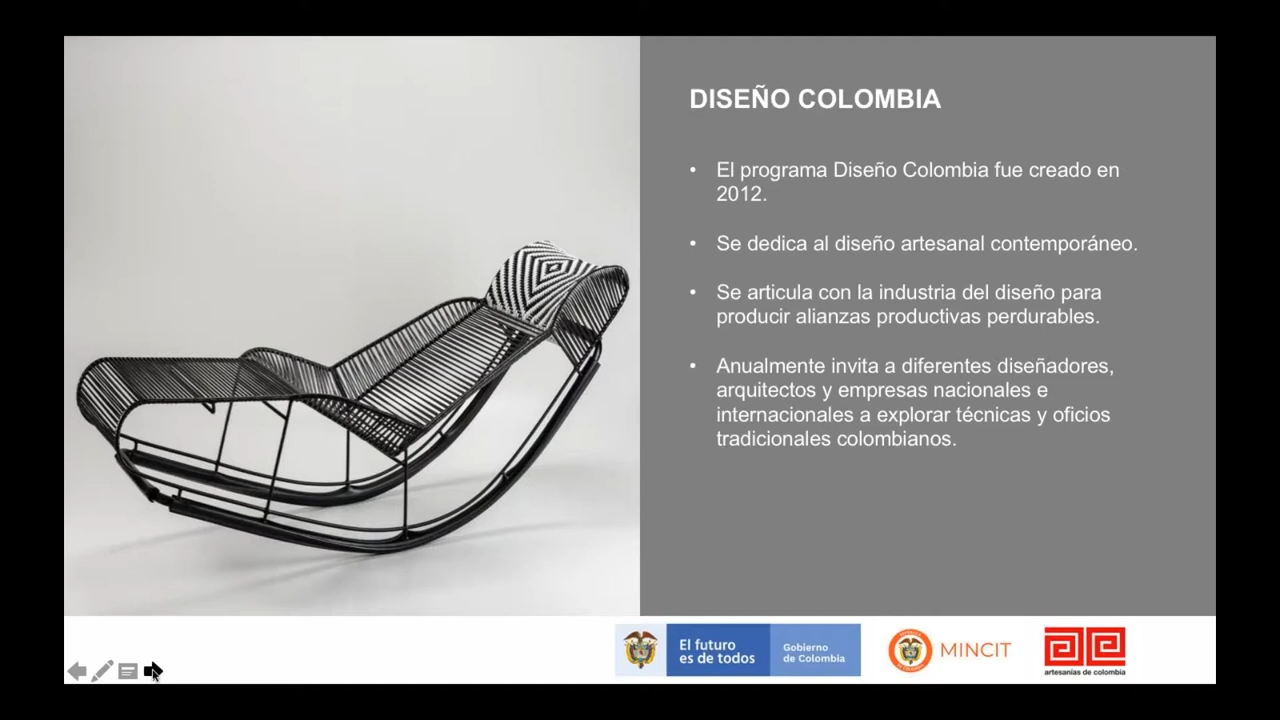 DISEÑO COLOMBIA
• El programa Diseño Colombia fue creado en
2012.
• Se dedica al diseño artesanal contemporáneo.
• Se articula con la industria del diseño para
producir alianzas productivas perdurables.
• Anualmente invita a diferentes diseñadores,
arquitectos y empresas nacionales e
internacionales a explorar técnicas y oficios
tradicionales colombianos.
El futuro
es de todos
Gobierno
de Colombia
MINCIT
artesanías de colombia